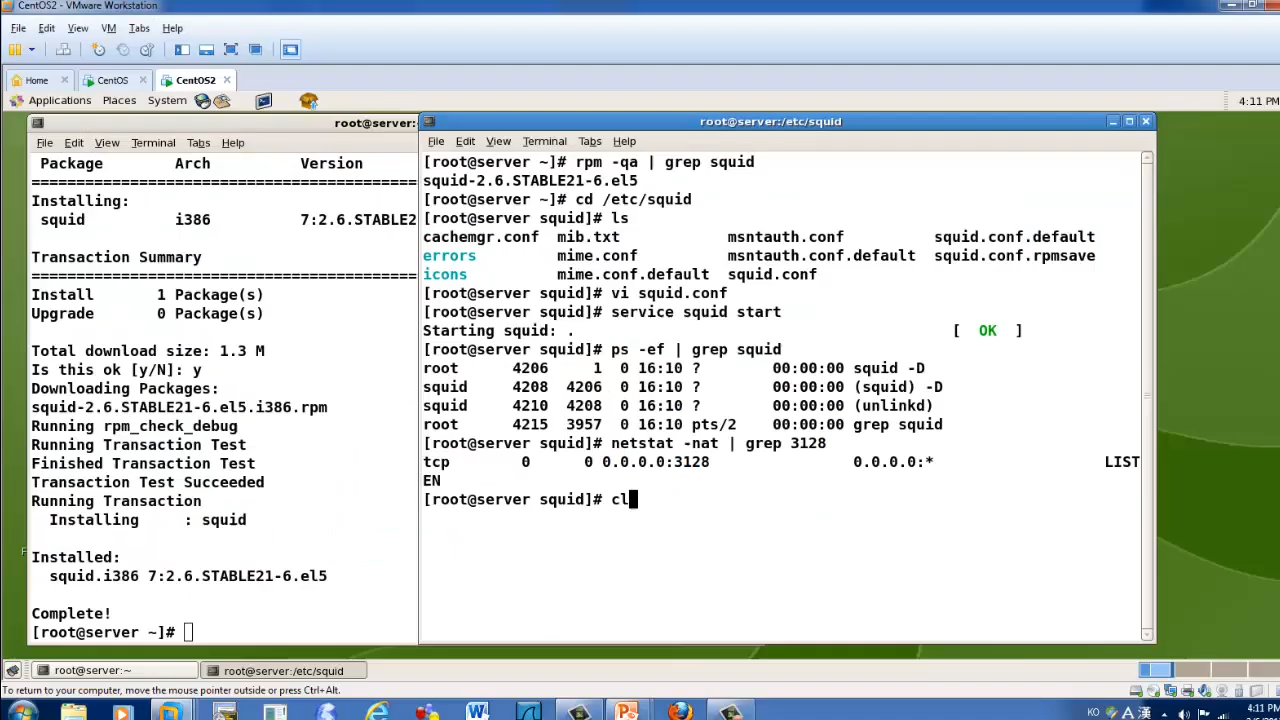 CentOS2 - VMware Workstation
File Edit View VM Tabs Help
Home CentOS CentOS2
Applications Places System 4:11 PM
root@server:
File Edit View Terminal Tabs Help
Package Arch Version
================================
Installing:
squid i386 7:2.6.STABLE2
Transaction Summary
================================
Install 1 Package(s)
Upgrade 0 Package(s)
Total download size: 1.3 M
Is this ok [y/N]: y
Downloading Packages:
squid-2.6.STABLE21-6.el5.i386.rpm
Running rpm_check_debug
Running Transaction Test
Finished Transaction Test
Transaction Test Succeeded
Running Transaction
Installing : squid
Installed:
squid.i386 7:2.6.STABLE21-6.el5
Complete!
[root@server ~]#
root@server:/etc/squid
File Edit View Terminal Tabs Help
[root@server ~]# rpm -qa | grep squid
squid-2.6.STABLE21-6.el5
[root@server ~]# cd /etc/squid
[root@server squid]# ls
cachemgr.conf mib.txt msntauth.conf squid.conf.default
errors mime.conf msntauth.conf.default squid.conf.rpmsave
icons mime.conf.default squid.conf
[root@server squid]# vi squid.conf
[root@server squid]# service squid start
Starting squid: . [ OK ]
[root@server squid]# ps -ef | grep squid
root 4206 1 0 16:10 ? 00:00:00 squid -D
squid 4208 4206 0 16:10 ? 00:00:00 (squid) -D
squid 4210 4208 0 16:10 ? 00:00:00 (unlinkd)
root 4215 3957 0 16:10 pts/2 00:00:00 grep squid
[root@server squid]# netstat -nat | grep 3128
tcp 0 0 0.0.0.0:3128 0.0.0.0:* LIST
EN
[root@server squid]# cl
root@server:~ root@server:/etc/squid
To return to your computer, move the mouse pointer outside or press Ctrl+Alt.
KO A 漢 4:11 PM